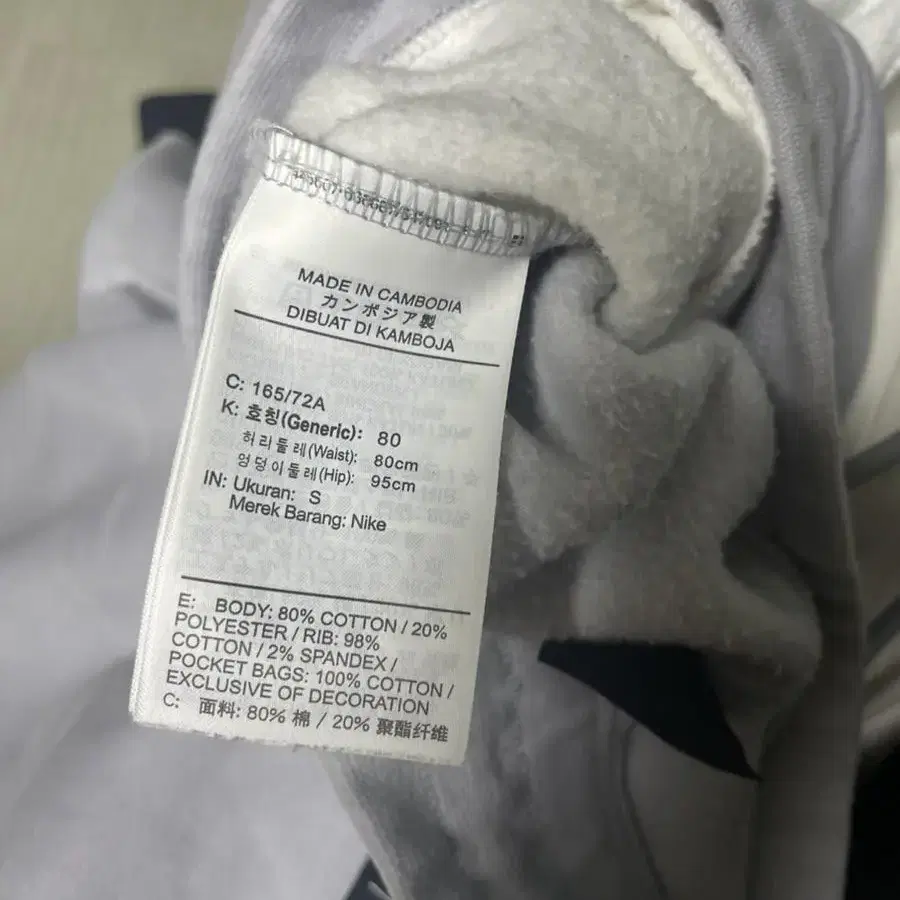 MADE IN CAMBODIA
カンボジア製
DIBUAT DI KAMBOJA
C: 165/72A
K: 호칭(Generic): 80
허리둘레(Waist): 80cm
엉덩이둘레(Hip): 95cm
IN: Ukuran: S
Merek Barang: Nike
E: BODY: 80% COTTON / 20%
POLYESTER / RIB: 98%
COTTON / 2% SPANDEX /
POCKET BAGS: 100% COTTON /
EXCLUSIVE OF DECORATION
C: 面料: 80% 棉 / 20% 聚酯纤维